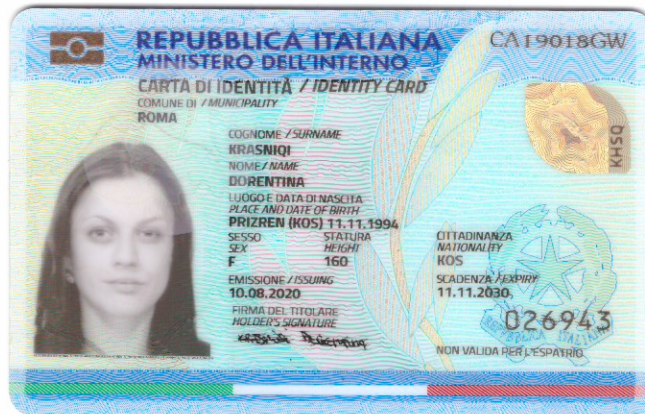 REPUBBLICA ITALIANA
MINISTERO DELL'INTERNO
CA19018GW
CARTA DI IDENTITÀ / IDENTITY CARD
COMUNE DI / MUNICIPALITY
ROMA
KHSQ
COGNOME / SURNAME
KRASNIQI
NOME / NAME
DORENTINA
LUOGO E DATA DI NASCITA
PLACE AND DATE OF BIRTH
PRIZREN (KOS) 11.11.1994
SESSO STATURA CITTADINANZA
SEX HEIGHT NATIONALITY
F 160 KOS
EMISSIONE / ISSUING SCADENZA / EXPIRY
10.08.2020 11.11.2030
FIRMA DEL TITOLARE
HOLDER'S SIGNATURE
026943
NON VALIDA PER L'ESPATRIO